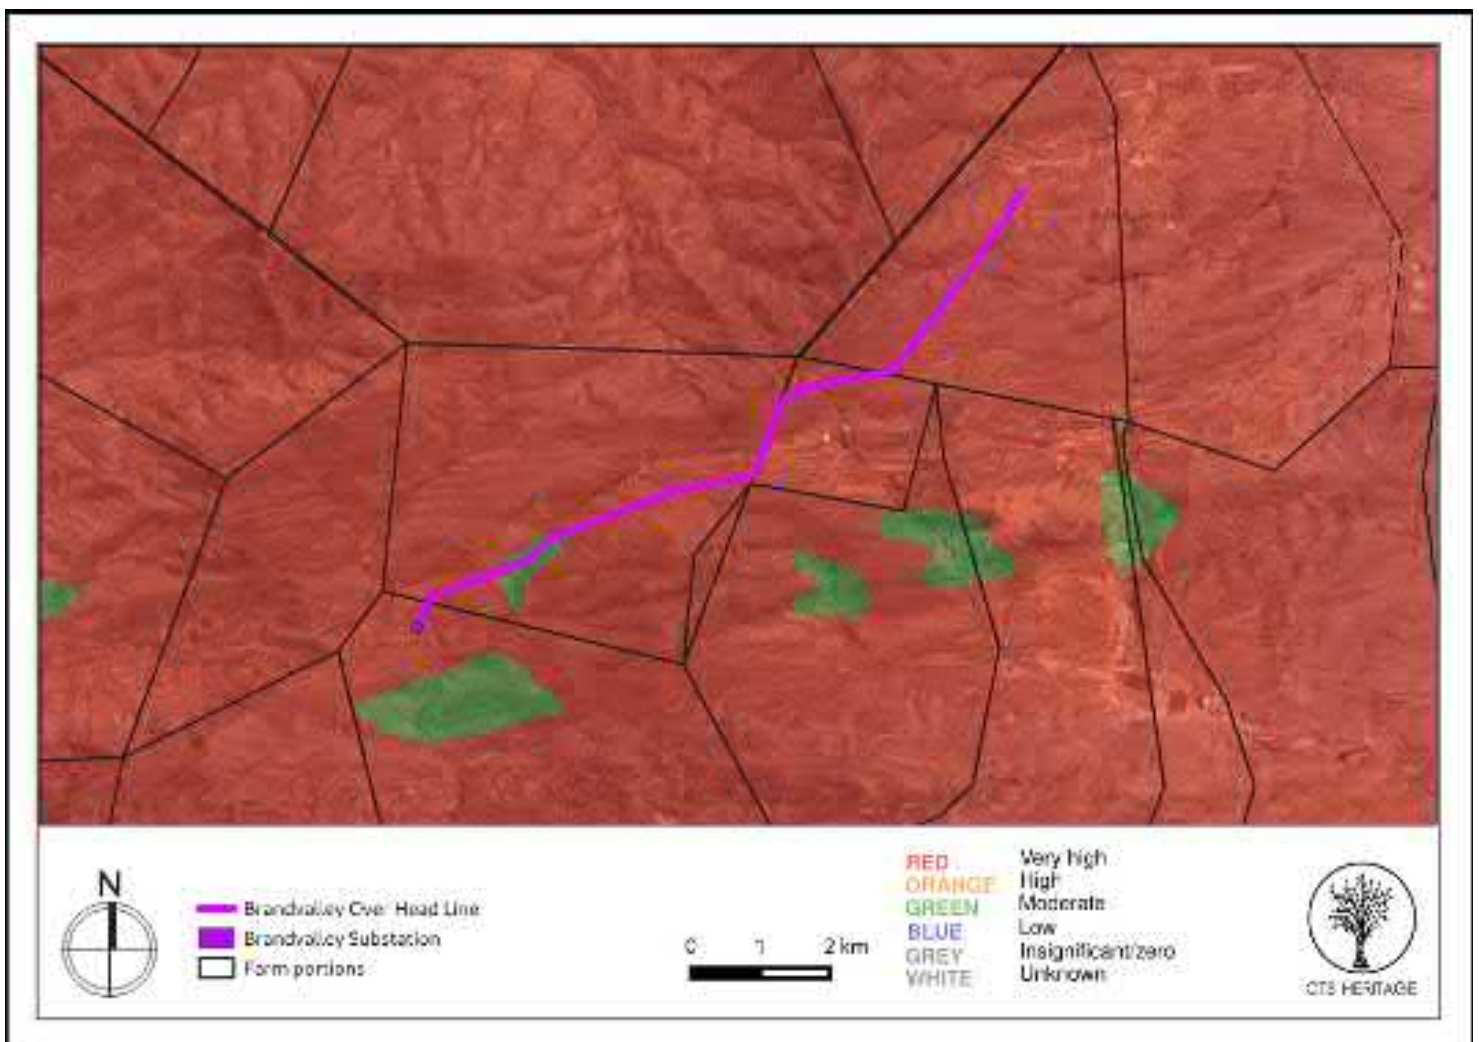 N
Brandvalley Over Head Line
Brandvalley Substation
Farm portions
0 1 2 km
RED Very high
ORANGE High
GREEN Moderate
BLUE Low
GREY Insignificant/zero
WHITE Unknown
CTS HERITAGE